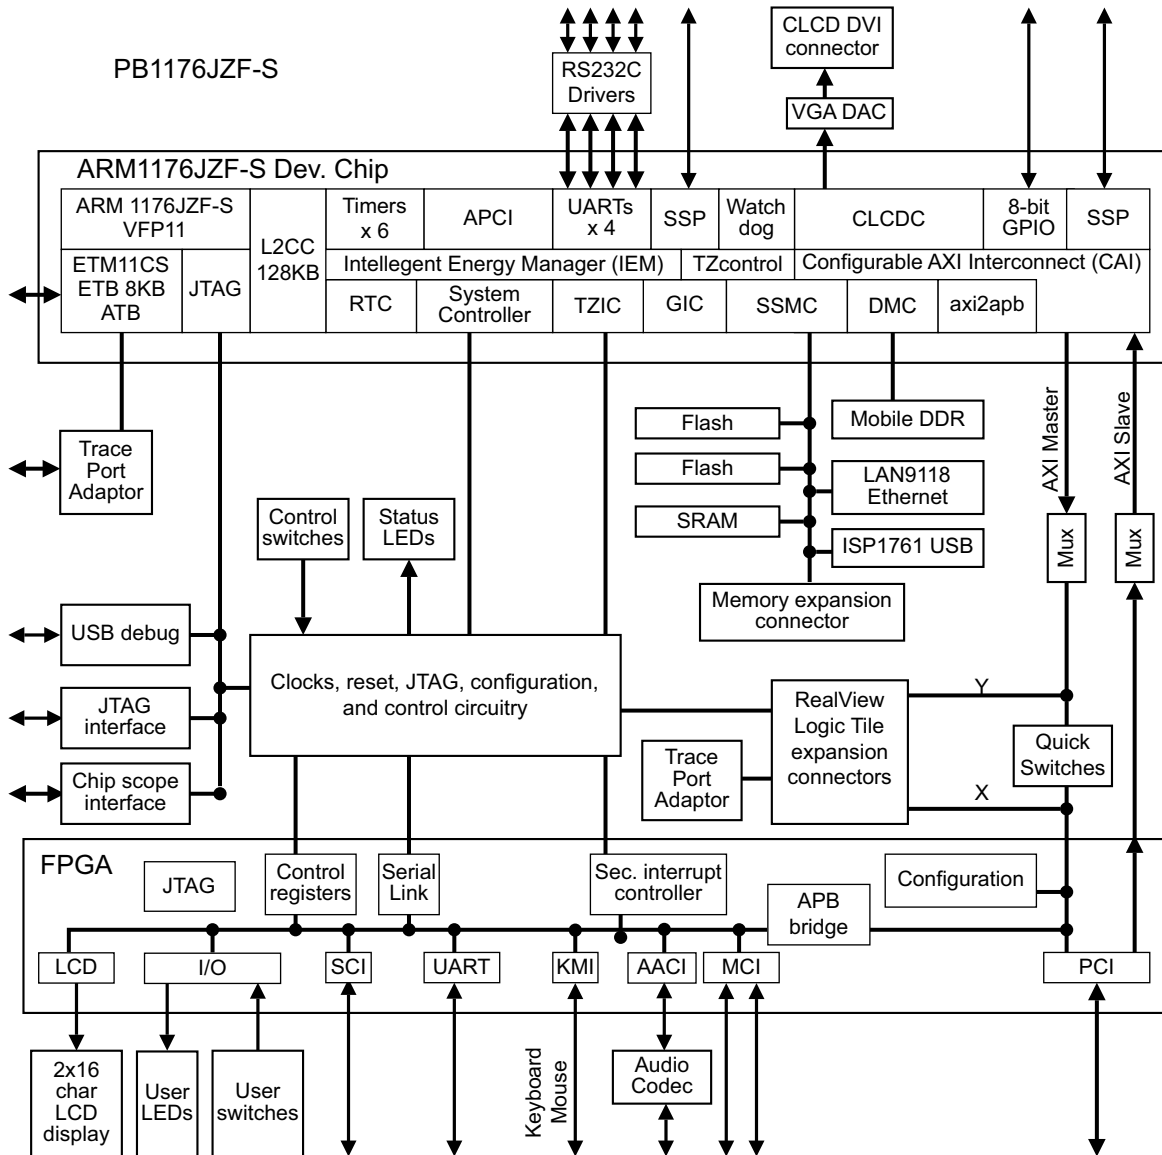 PB1176JZF-S
RS232C
Drivers
CLCD DVI
connector
VGA DAC
ARM1176JZF-S Dev. Chip
ARM 1176JZF-S
VFP11
L2CC
128KB
Timers
x 6
APCI
UARTs
x 4
SSP
Watch
dog
CLCDC
8-bit
GPIO
SSP
ETM11CS
ETB 8KB
ATB
JTAG
Intellegent Energy Manager (IEM)
TZcontrol
Configurable AXI Interconnect (CAI)
RTC
System
Controller
TZIC
GIC
SSMC
DMC
axi2apb
Trace
Port
Adaptor
Flash
Mobile DDR
Flash
LAN9118
Ethernet
SRAM
ISP1761 USB
Memory expansion
connector
AXI Master
AXI Slave
Mux
Mux
Control
switches
Status
LEDs
USB debug
JTAG
interface
Chip scope
interface
Clocks, reset, JTAG, configuration,
and control circuitry
Trace
Port
Adaptor
RealView
Logic Tile
expansion
connectors
Y
X
Quick
Switches
FPGA
JTAG
Control
registers
Serial
Link
Sec. interrupt
controller
APB
bridge
Configuration
LCD
I/O
SCI
UART
KMI
AACI
MCI
PCI
2x16
char
LCD
display
User
LEDs
User
switches
Keyboard
Mouse
Audio
Codec